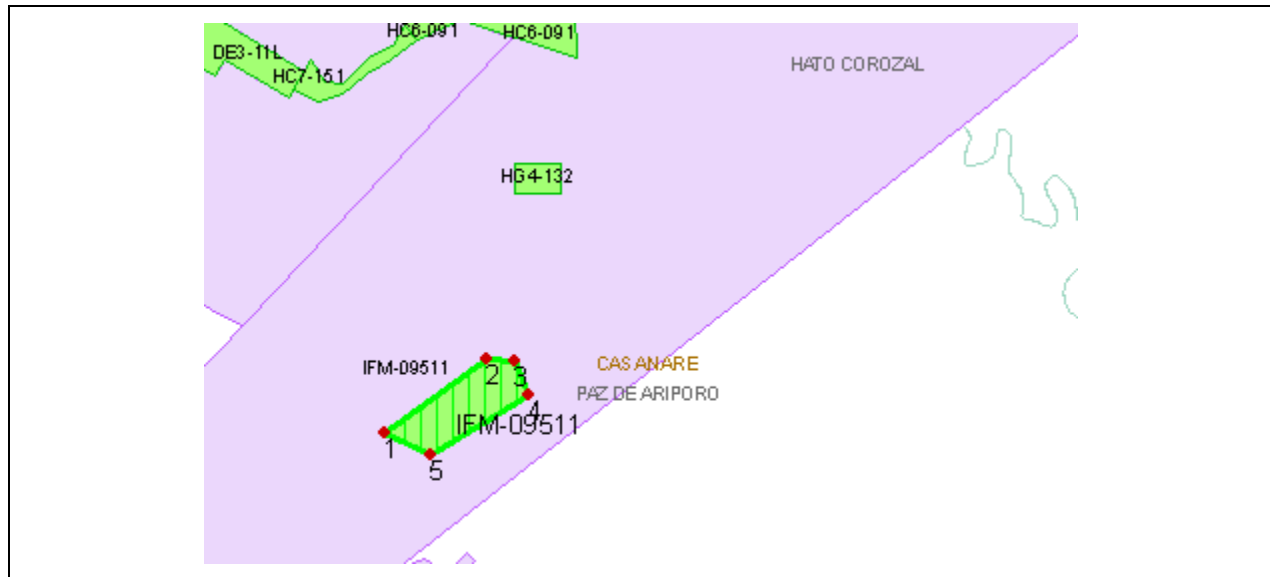 HC6-091
HC6-091
DE3-11L
HC7-151
HATO COROZAL
HG4-132
IFM-09511
CASANARE
PAZ DE ARIPORO
2
3
4
IFM-09511
1
5